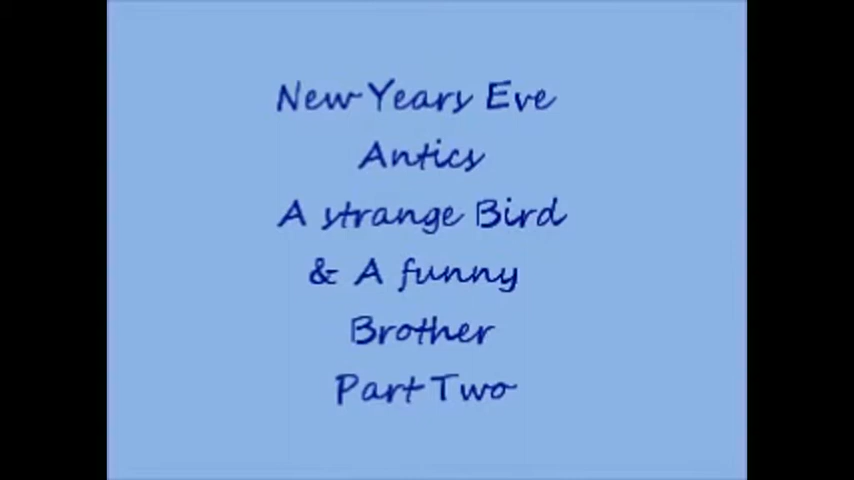 New Years Eve
Antics
A strange Bird
& A funny
Brother
Part Two